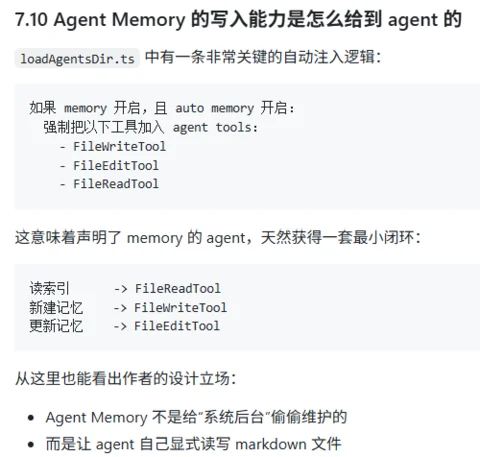 7.10 Agent Memory 的写入能力是怎么给到 agent 的
loadAgentsDir.ts 中有一条非常关键的自动注入逻辑：
如果 memory 开启，且 auto memory 开启：
强制把以下工具加入 agent tools：
- FileWriteTool
- FileEditTool
- FileReadTool
这意味着声明了 memory 的 agent，天然获得一套最小闭环：
读索引 -> FileReadTool
新建记忆 -> FileWriteTool
更新记忆 -> FileEditTool
从这里也能看出作者的设计立场：
• Agent Memory 不是给“系统后台”偷偷维护的
• 而是让 agent 自己显式读写 markdown 文件